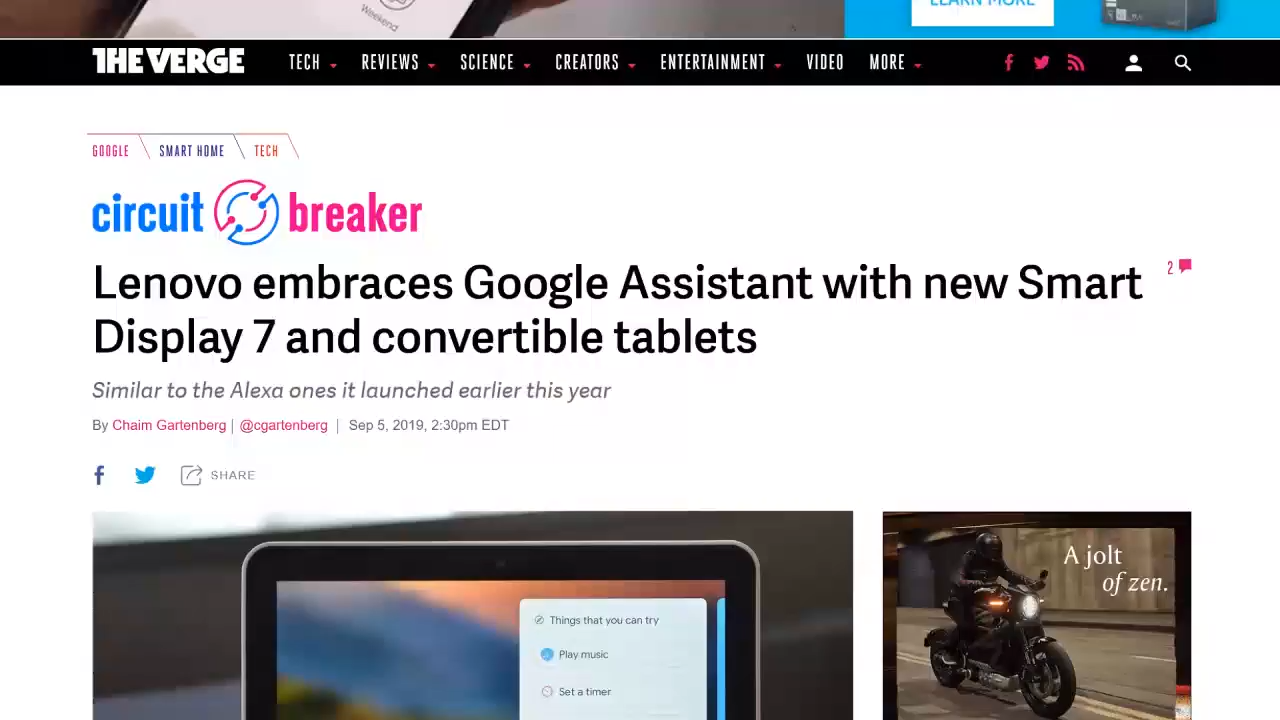 Weekend
LEARN MORE
THE VERGE
TECH REVIEWS SCIENCE CREATORS ENTERTAINMENT VIDEO MORE
GOOGLE SMART HOME TECH
circuit breaker
Lenovo embraces Google Assistant with new Smart
Display 7 and convertible tablets
2
Similar to the Alexa ones it launched earlier this year
By Chaim Gartenberg | @cgartenberg | Sep 5, 2019, 2:30pm EDT
SHARE
Things that you can try
Play music
Set a timer
A jolt
of zen.